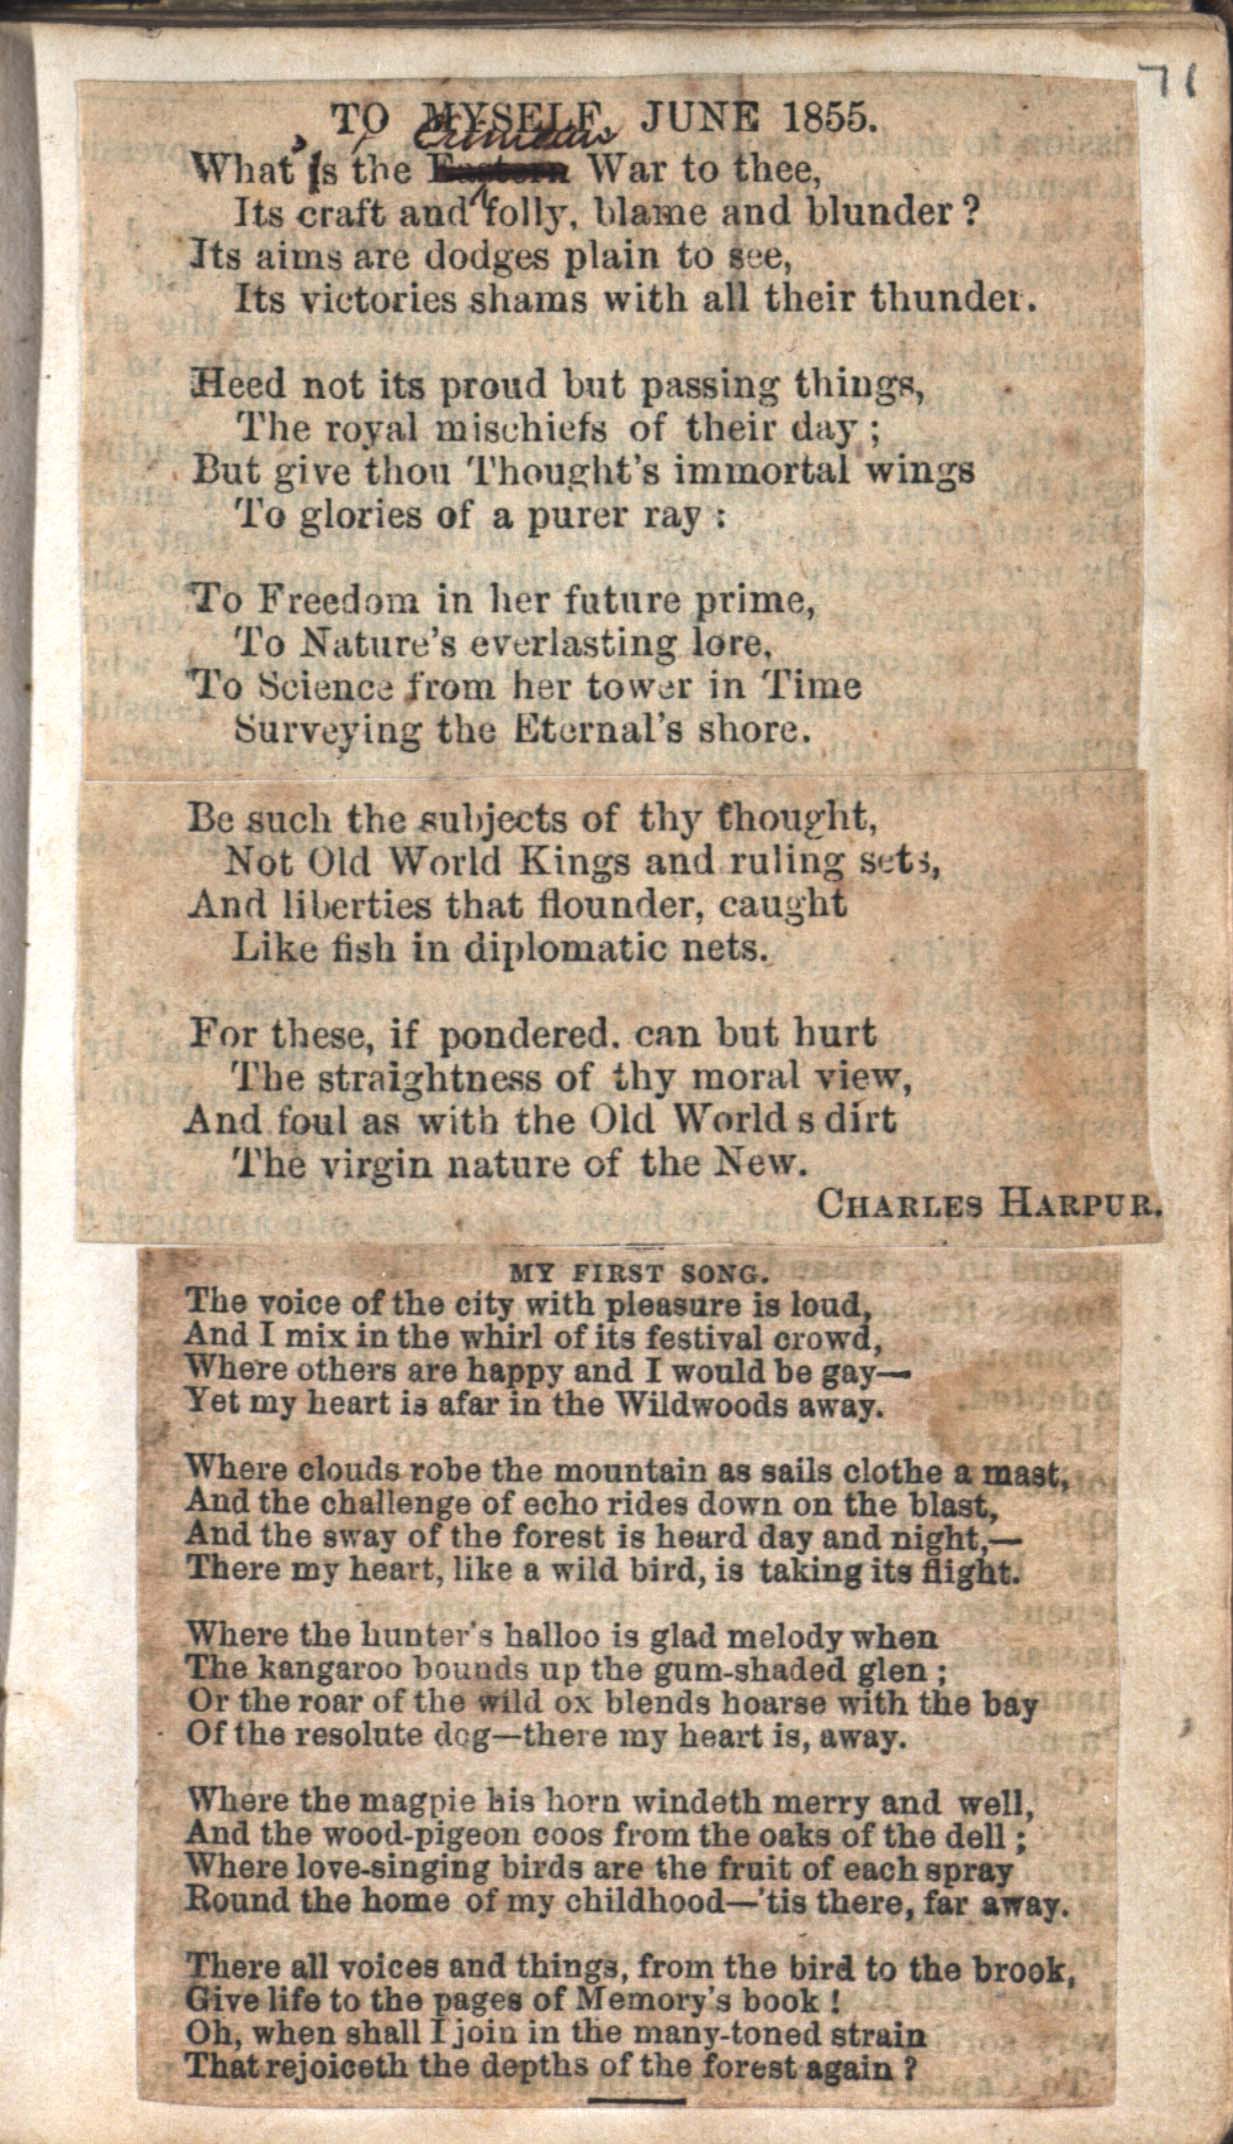 71
TO MYSELF, JUNE 1855.
Crimean
What's the Eastern War to thee,
Its craft and folly, blame and blunder?
Its aims are dodges plain to see,
Its victories shams with all their thunder.
Heed not its proud but passing things,
The royal mischiefs of their day;
But give thou Thought's immortal wings
To glories of a purer ray:
To Freedom in her future prime,
To Nature's everlasting lore,
To Science from her tower in Time
Surveying the Eternal's shore.
Be such the subjects of thy thought,
Not Old World Kings and ruling sets,
And liberties that flounder, caught
Like fish in diplomatic nets.
For these, if pondered. can but hurt
The straightness of thy moral view,
And foul as with the Old World s dirt
The virgin nature of the New.
CHARLES HARPUR.
MY FIRST SONG.
The voice of the city with pleasure is loud,
And I mix in the whirl of its festival crowd,
Where others are happy and I would be gay—
Yet my heart is afar in the Wildwoods away.
Where clouds robe the mountain as sails clothe a mast,
And the challenge of echo rides down on the blast,
And the sway of the forest is heard day and night,—
There my heart, like a wild bird, is taking its flight.
Where the hunter's halloo is glad melody when
The kangaroo bounds up the gum-shaded glen;
Or the roar of the wild ox blends hoarse with the bay
Of the resolute dog—there my heart is, away.
Where the magpie his horn windeth merry and well,
And the wood-pigeon coos from the oaks of the dell;
Where love-singing birds are the fruit of each spray
Round the home of my childhood—'tis there, far away.
There all voices and things, from the bird to the brook,
Give life to the pages of Memory's book!
Oh, when shall I join in the many-toned strain
That rejoiceth the depths of the forest again?